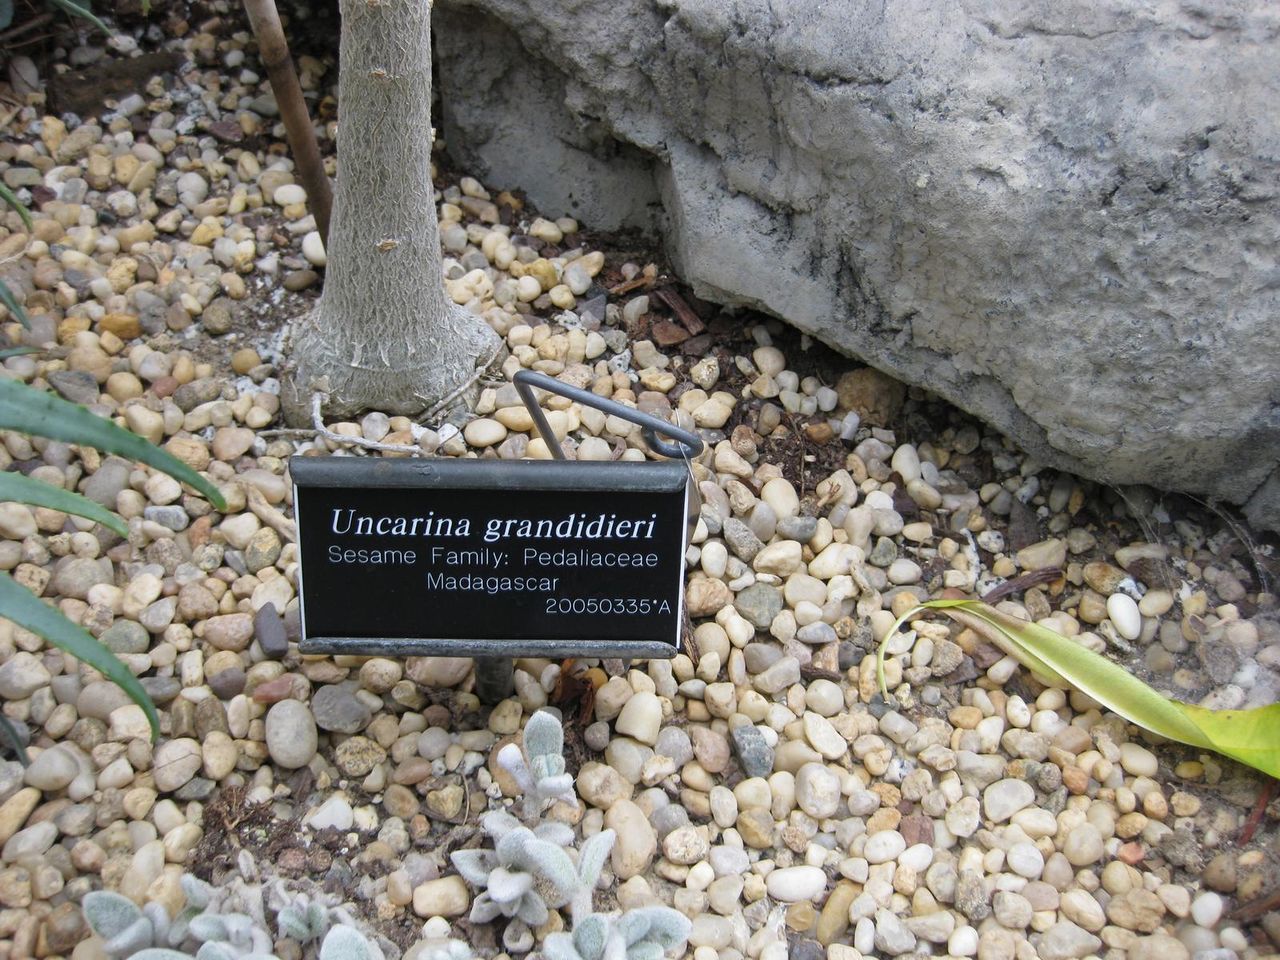 Uncarina grandidieri
Sesame Family: Pedaliaceae
Madagascar
20050335*A